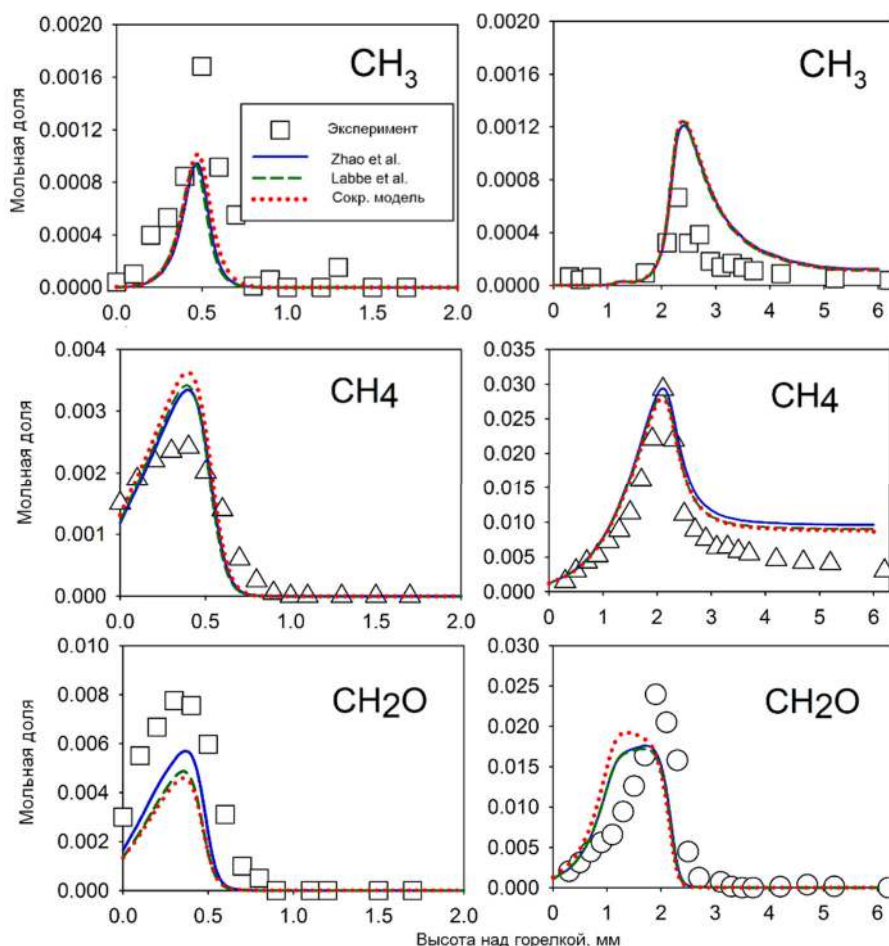 0.0020
0.0016
0.0012
0.0008
0.0004
0.0000
Мольная доля
CH3
Эксперимент
Zhao et al.
Labbe et al.
Сокр. модель
0.0 0.5 1.0 1.5 2.0
0.0020
0.0016
0.0012
0.0008
0.0004
0.0000
CH3
0 1 2 3 4 5 6
0.004
0.003
0.002
0.001
0.000
Мольная доля
CH4
0.0 0.5 1.0 1.5 2.0
0.035
0.030
0.025
0.020
0.015
0.010
0.005
0.000
CH4
0 1 2 3 4 5 6
0.010
0.008
0.006
0.004
0.002
0.000
Мольная доля
CH2O
0.0 0.5 1.0 1.5 2.0
0.030
0.025
0.020
0.015
0.010
0.005
0.000
CH2O
0 1 2 3 4 5 6
Высота над горелкой, мм